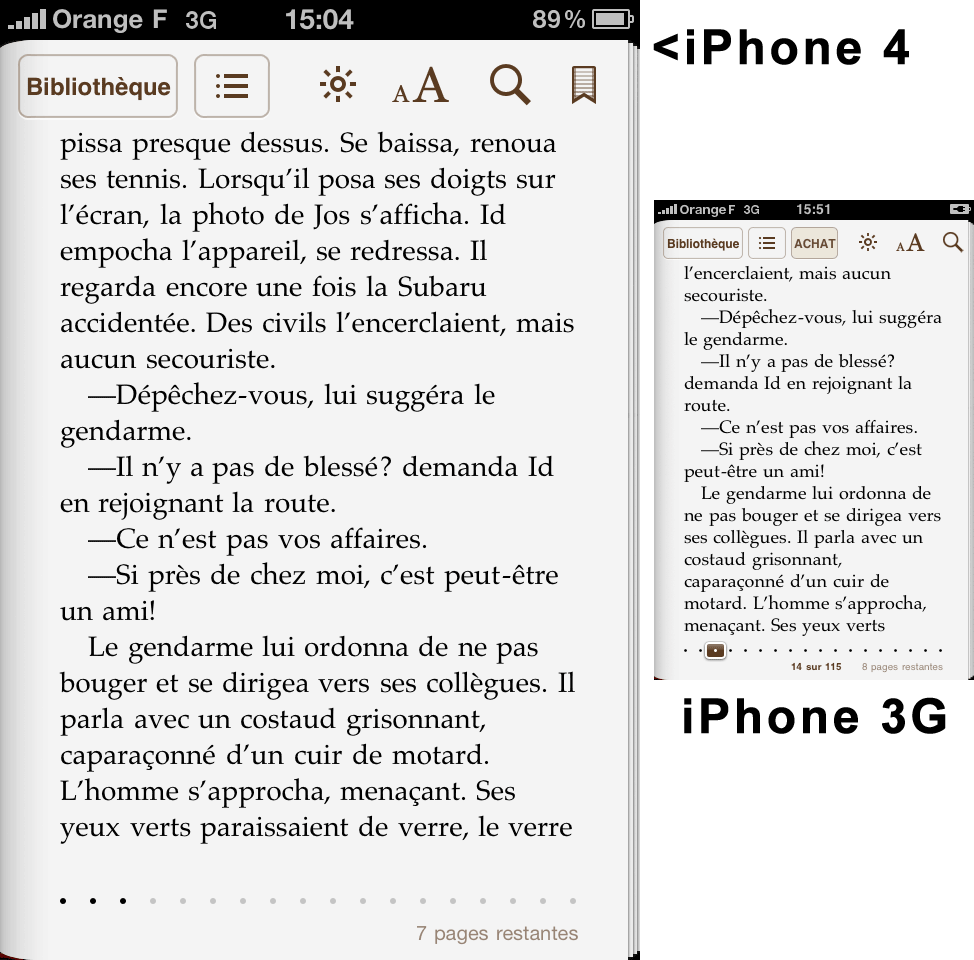 Orange F 3G 15:04 89 %
Bibliothèque AA
pissa presque dessus. Se baissa, renoua
ses tennis. Lorsqu’il posa ses doigts sur
l’écran, la photo de Jos s’afficha. Id
empocha l’appareil, se redressa. Il
regarda encore une fois la Subaru
accidentée. Des civils l’encerclaient, mais
aucun secouriste.
—Dépêchez-vous, lui suggéra le
gendarme.
—Il n’y a pas de blessé? demanda Id
en rejoignant la route.
—Ce n’est pas vos affaires.
—Si près de chez moi, c’est peut-être
un ami!
Le gendarme lui ordonna de ne pas
bouger et se dirigea vers ses collègues. Il
parla avec un costaud grisonnant,
caparaçonné d’un cuir de motard.
L’homme s’approcha, menaçant. Ses
yeux verts paraissaient de verre, le verre
7 pages restantes
<iPhone 4
Orange F 3G 15:51
Bibliothèque ACHAT AA
l’encerclaient, mais aucun
secouriste.
—Dépêchez-vous, lui suggéra
le gendarme.
—Il n’y a pas de blessé?
demanda Id en rejoignant la
route.
—Ce n’est pas vos affaires.
—Si près de chez moi, c’est
peut-être un ami!
Le gendarme lui ordonna de
ne pas bouger et se dirigea vers
ses collègues. Il parla avec un
costaud grisonnant,
caparaçonné d’un cuir de
motard. L’homme s’approcha,
menaçant. Ses yeux verts
14 sur 115 8 pages restantes
iPhone 3G